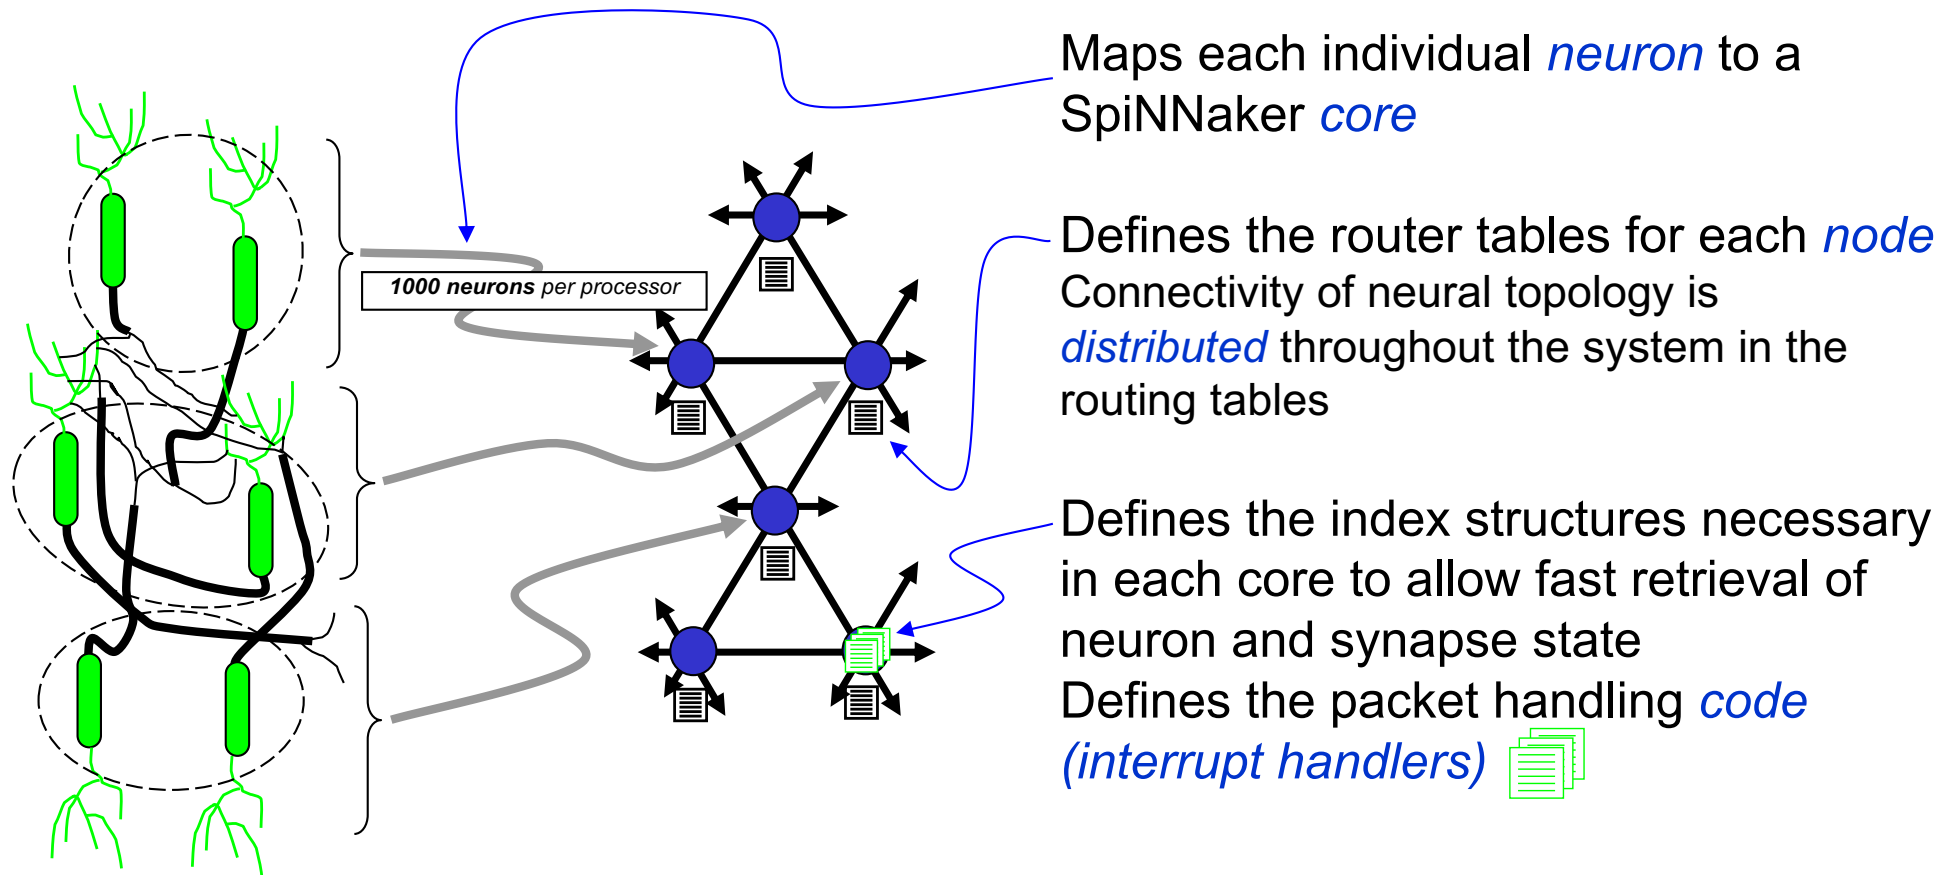 Maps each individual neuron to a
SpiNNaker core
1000 neurons per processor
Defines the router tables for each node
Connectivity of neural topology is
distributed throughout the system in the
routing tables
Defines the index structures necessary
in each core to allow fast retrieval of
neuron and synapse state
Defines the packet handling code
(interrupt handlers)